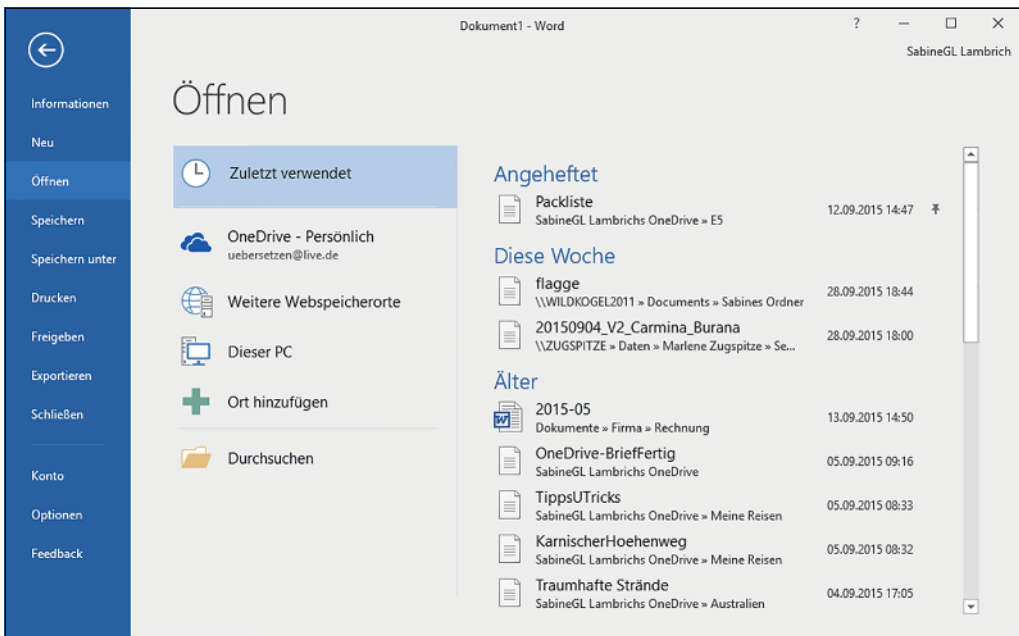 Dokument1 - Word
?
SabineGL Lambrich
Informationen
Neu
Öffnen
Speichern
Speichern unter
Drucken
Freigeben
Exportieren
Schließen
Konto
Optionen
Feedback
Öffnen
Zuletzt verwendet
OneDrive - Persönlich
uebersetzen@live.de
Weitere Webspeicherorte
Dieser PC
Ort hinzufügen
Durchsuchen
Angeheftet
Packliste
SabineGL Lambrichs OneDrive » E5
12.09.2015 14:47
Diese Woche
flagge
\\WILDKOGEL2011 » Documents » Sabines Ordner
28.09.2015 18:44
20150904_V2_Carmina_Burana
\\ZUGSPITZE » Daten » Marlene Zugspitze » Se...
28.09.2015 18:00
Älter
2015-05
Dokumente » Firma » Rechnung
13.09.2015 14:50
OneDrive-BriefFertig
SabineGL Lambrichs OneDrive
05.09.2015 09:16
TippsUTricks
SabineGL Lambrichs OneDrive » Meine Reisen
05.09.2015 08:33
KarnischerHoehenweg
SabineGL Lambrichs OneDrive » Meine Reisen
05.09.2015 08:32
Traumhafte Strände
SabineGL Lambrichs OneDrive » Australien
04.09.2015 17:05